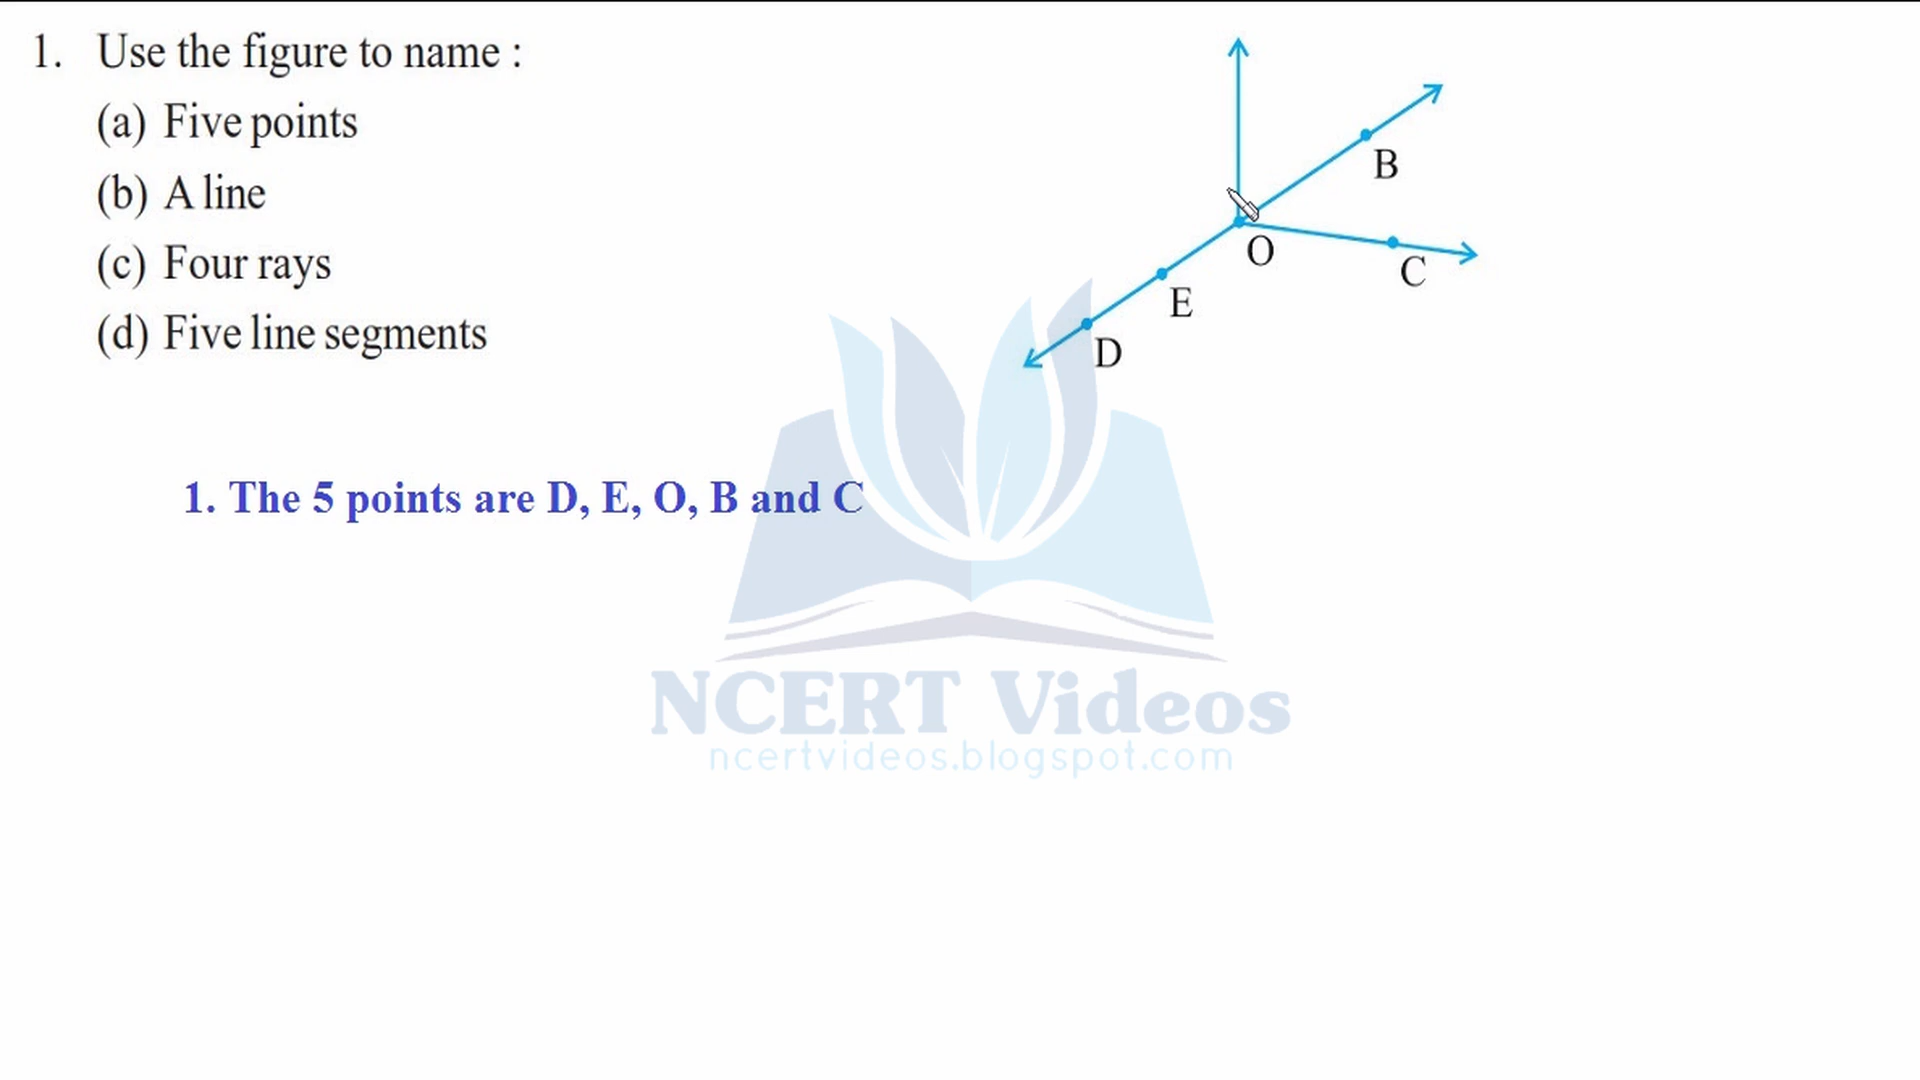 1. Use the figure to name :
(a) Five points
(b) A line
(c) Four rays
(d) Five line segments
B
O
C
E
D
1. The 5 points are D, E, O, B and C
NCERT Videos
ncertvideos.blogspot.com